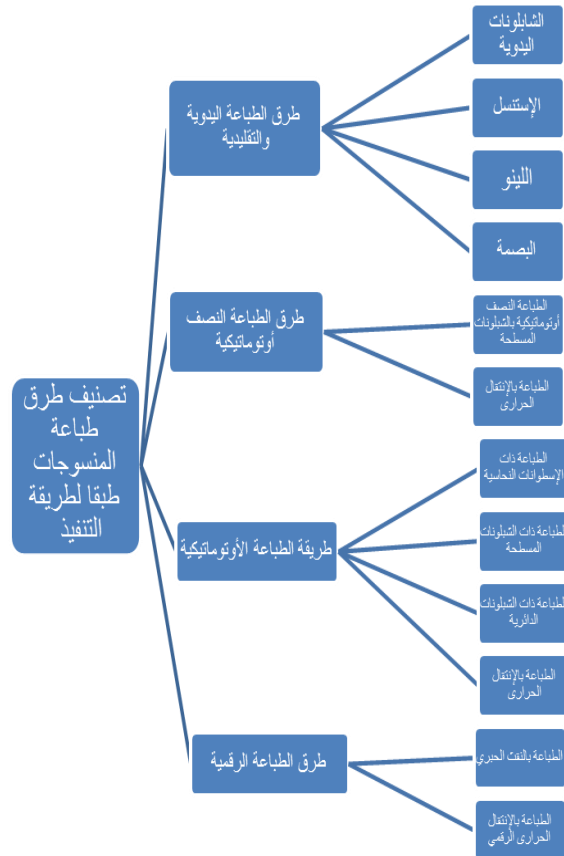 تصنيف طرق
طباعة
المنسوجات
طبقا لطريقة
التنفيذ
طرق الطباعة اليدوية
والتقليدية
الشابلونات
اليدوية
الإستنسل
اللينو
البصمة
طرق الطباعة النصف
أوتوماتيكية
الطباعة النصف
أوتوماتيكية بالشبلونات
المسطحة
الطباعة بالإنتقال
الحرارى
طريقة الطباعة الأوتوماتيكية
الطباعة ذات
الإسطوانات النحاسية
الطباعة ذات الشبلونات
المسطحة
الطباعة ذات الشبلونات
الدائرية
الطباعة بالإنتقال
الحرارى
طرق الطباعة الرقمية
الطباعة بالنفث الحبري
الطباعة بالإنتقال
الحرارى الرقمي